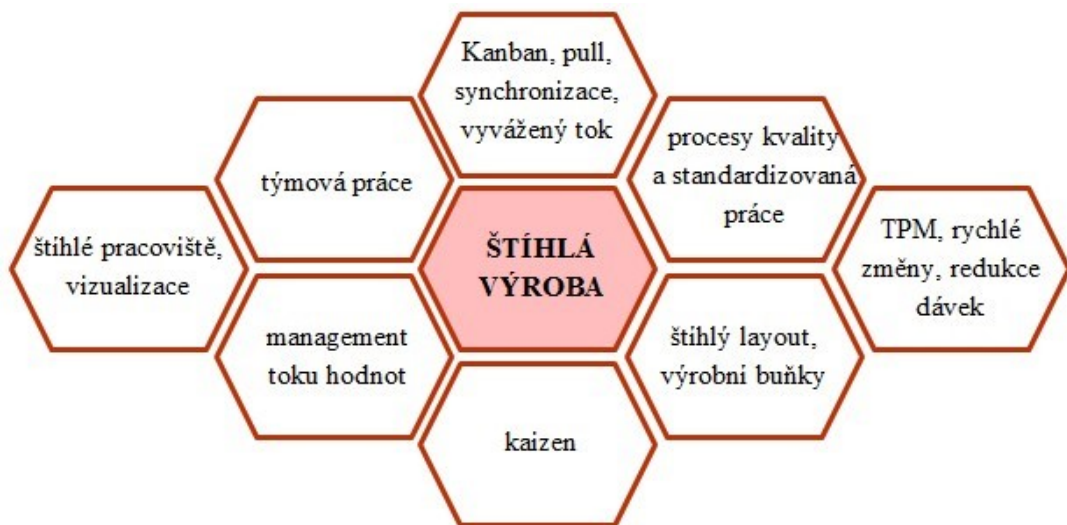 Kanban, pull,
synchronizace,
vyvážený tok
týmová práce
procesy kvality
a standardizovaná
práce
štíhlé pracoviště,
vizualizace
ŠTÍHLÁ
VÝROBA
TPM, rychlé
změny, redukce
dávek
management
toku hodnot
štíhlý layout,
výrobní buňky
kaizen